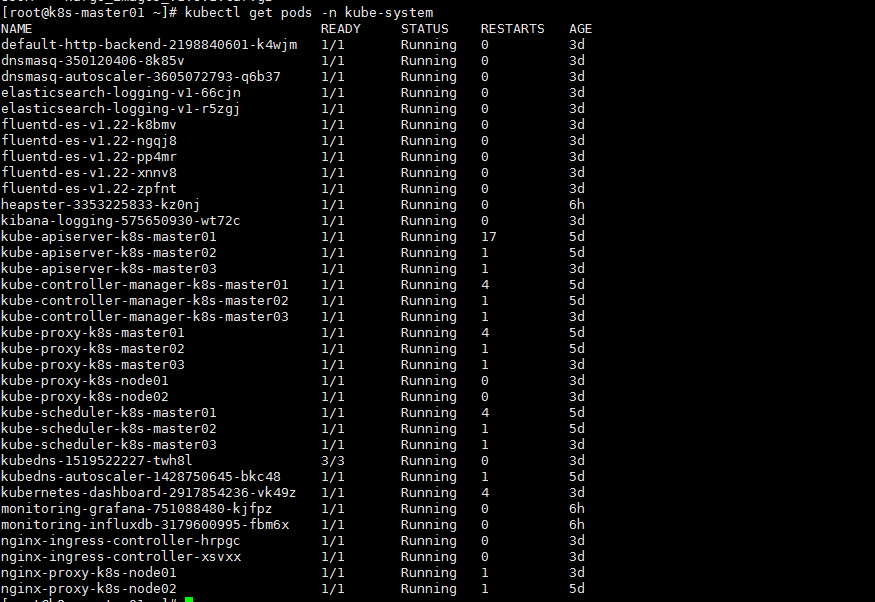 [root@k8s-master01 ~]# kubectl get pods -n kube-system
NAME READY STATUS RESTARTS AGE
default-http-backend-2198840601-k4wjm 1/1 Running 0 3d
dnsmasq-350120406-8k85v 1/1 Running 0 3d
dnsmasq-autoscaler-3605072793-q6b37 1/1 Running 0 3d
elasticsearch-logging-v1-66cjn 1/1 Running 0 3d
elasticsearch-logging-v1-r5zgj 1/1 Running 0 3d
fluentd-es-v1.22-k8bmv 1/1 Running 0 3d
fluentd-es-v1.22-ngqj8 1/1 Running 0 3d
fluentd-es-v1.22-pp4mr 1/1 Running 0 3d
fluentd-es-v1.22-xnnv8 1/1 Running 0 3d
fluentd-es-v1.22-zpfnt 1/1 Running 0 3d
heapster-3353225833-kz0nj 1/1 Running 0 6h
kibana-logging-575650930-wt72c 1/1 Running 0 3d
kube-apiserver-k8s-master01 1/1 Running 17 5d
kube-apiserver-k8s-master02 1/1 Running 1 5d
kube-apiserver-k8s-master03 1/1 Running 1 3d
kube-controller-manager-k8s-master01 1/1 Running 4 5d
kube-controller-manager-k8s-master02 1/1 Running 1 5d
kube-controller-manager-k8s-master03 1/1 Running 1 3d
kube-proxy-k8s-master01 1/1 Running 4 5d
kube-proxy-k8s-master02 1/1 Running 1 5d
kube-proxy-k8s-master03 1/1 Running 1 3d
kube-proxy-k8s-node01 1/1 Running 0 3d
kube-proxy-k8s-node02 1/1 Running 0 3d
kube-scheduler-k8s-master01 1/1 Running 4 5d
kube-scheduler-k8s-master02 1/1 Running 1 5d
kube-scheduler-k8s-master03 1/1 Running 1 3d
kubedns-1519522227-twh8l 3/3 Running 0 3d
kubedns-autoscaler-1428750645-bkc48 1/1 Running 1 5d
kubernetes-dashboard-2917854236-vk49z 1/1 Running 4 3d
monitoring-grafana-751088480-kjfpz 1/1 Running 0 6h
monitoring-influxdb-3179600995-fbm6x 1/1 Running 0 6h
nginx-ingress-controller-hrpgc 1/1 Running 0 3d
nginx-ingress-controller-xsvxx 1/1 Running 0 3d
nginx-proxy-k8s-node01 1/1 Running 1 3d
nginx-proxy-k8s-node02 1/1 Running 1 5d